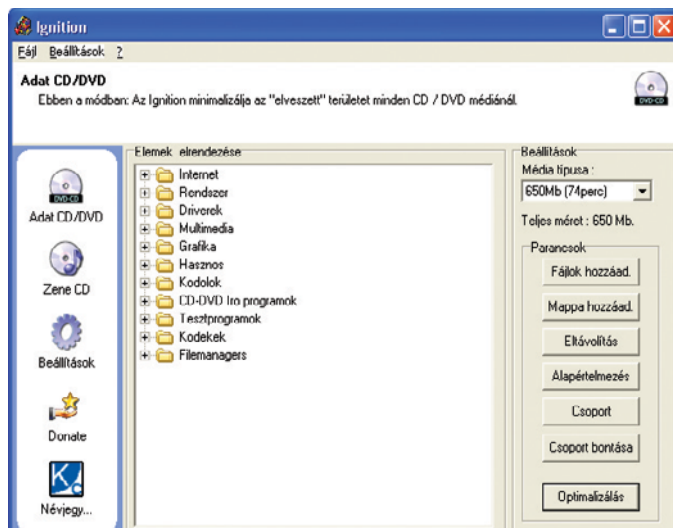 Ignition
Fájl Beállítások ?
Adat CD/DVD
Ebben a módban: Az Ignition minimalizálja az "elveszett" területet minden CD / DVD médiánál.
DVD-CD
DVD-CD
Adat CD/DVD
Zene CD
Beállítások
Donate
K
Névjegy...
Elemek elrendezése
Internet
Rendszer
Driverek
Multimedia
Grafika
Hasznos
Kodolok
CD-DVD Iro programok
Tesztprogramok
Kodekek
Filemanagers
Beállítások
Média típusa :
650Mb (74perc)
Teljes méret : 650 Mb.
Parancsok
Fájlok hozzáad.
Mappa hozzáad.
Eltávolítás
Alapértelmezés
Csoport
Csoport bontása
Optimalizálás